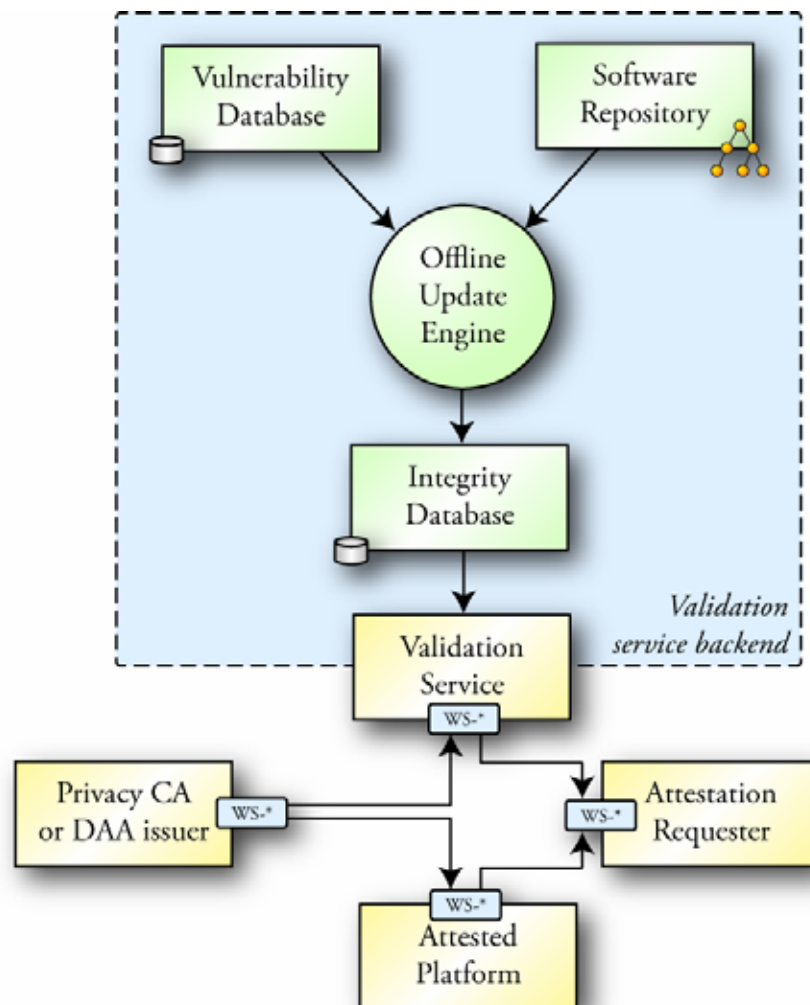 Vulnerability
Database
Software
Repository
Offline
Update
Engine
Integrity
Database
Validation
service backend
Validation
Service
WS-*
Privacy CA
or DAA issuer
WS-*
WS-*
Attestation
Requester
WS-*
Attested
Platform